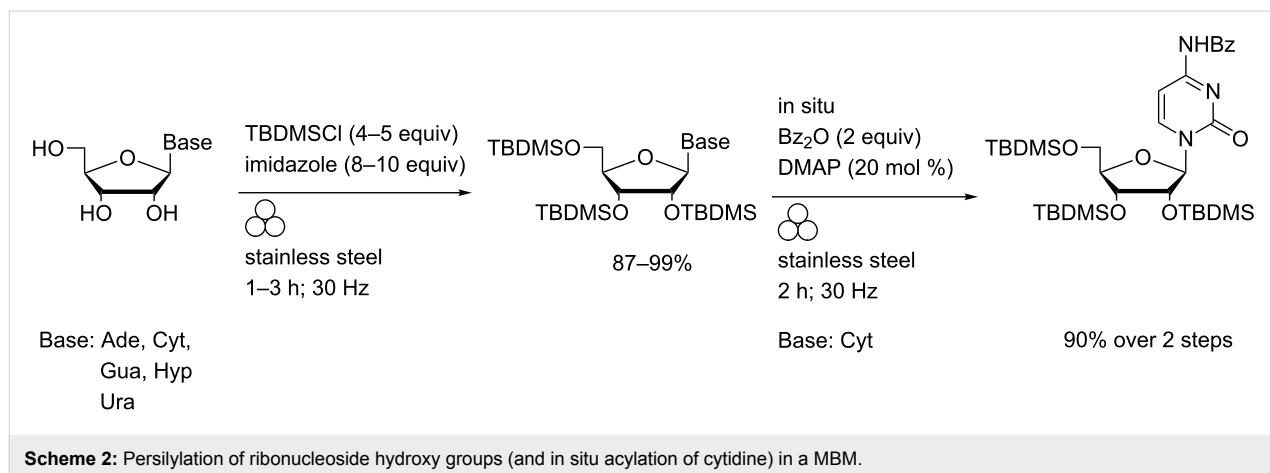 HO
O
Base
HO
OH
TBDMSCl (4–5 equiv)
imidazole (8–10 equiv)
stainless steel
1–3 h; 30 Hz
Base: Ade, Cyt,
Gua, Hyp
Ura
TBDMSO
O
Base
TBDMSO
OTBDMS
87–99%
in situ
Bz₂O (2 equiv)
DMAP (20 mol %)
stainless steel
2 h; 30 Hz
Base: Cyt
NHBz
N
N
O
TBDMSO
O
TBDMSO
OTBDMS
90% over 2 steps
Scheme 2: Persilylation of ribonucleoside hydroxy groups (and in situ acylation of cytidine) in a MBM.